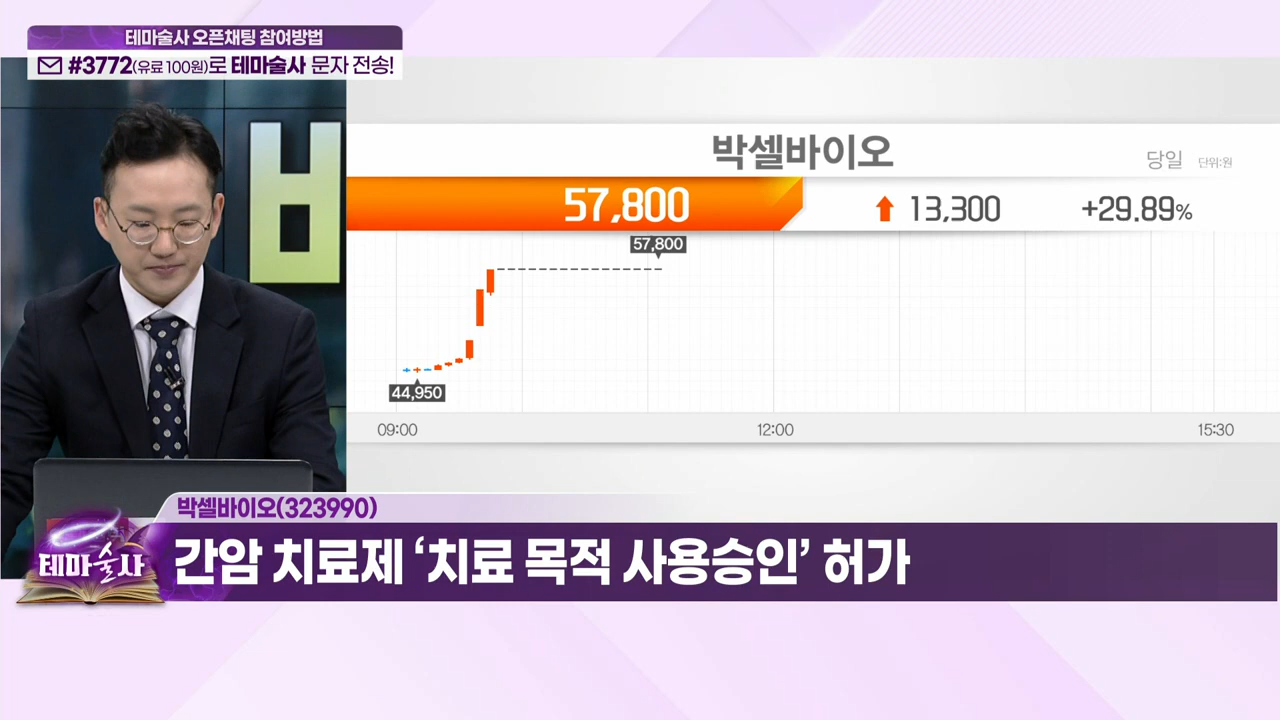 테마술사 오픈채팅 참여방법
#3772(유료 100원)로 테마술사 문자 전송!
박셀바이오
당일 단위:원
57,800 13,300 +29.89%
57,800
44,950
09:00 12:00 15:30
박셀바이오(323990)
테마술사
간암 치료제 ‘치료 목적 사용승인’ 허가